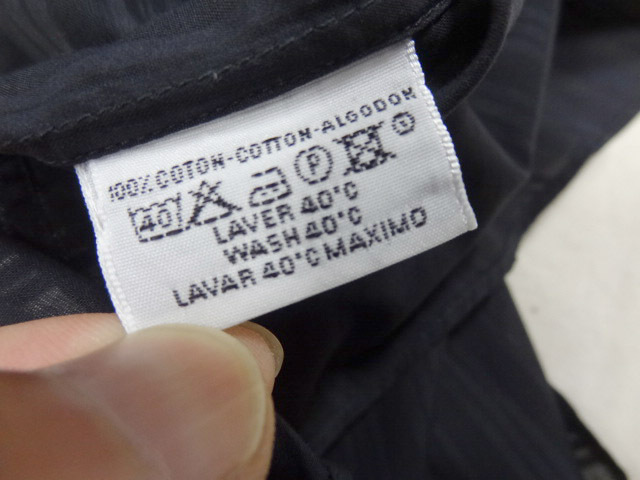 100% COTON-COTTON-ALGODON
40 P
LAVER 40°C
WASH 40°C
LAVAR 40°C MAXIMO